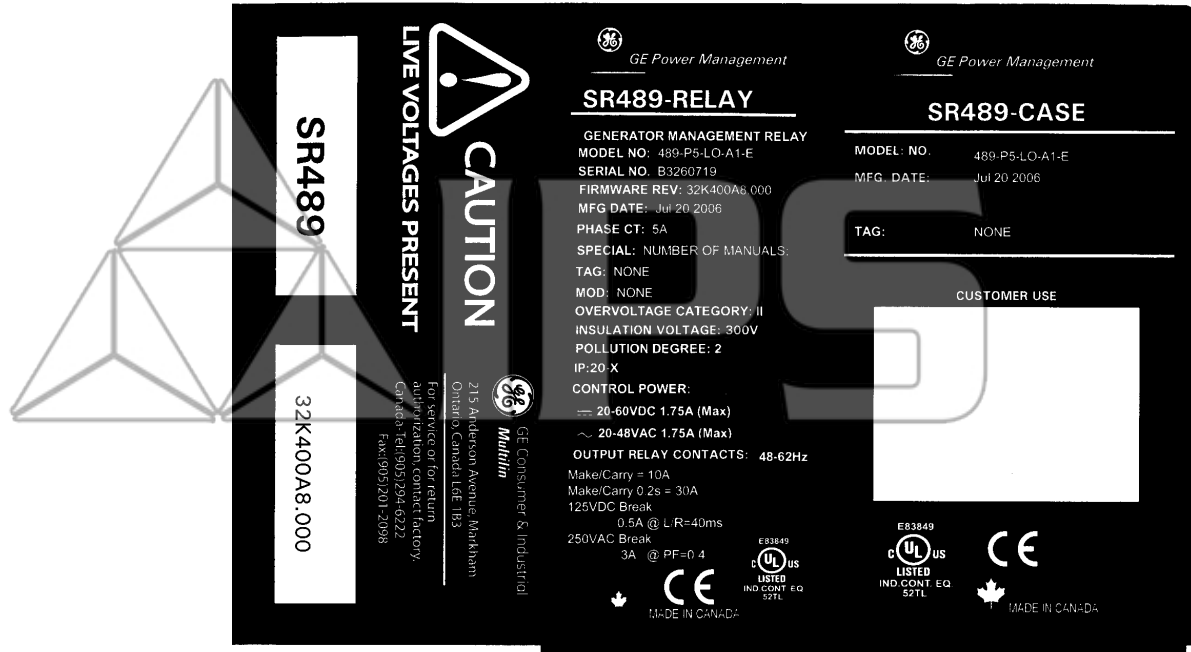 SR489
32K400A8.000
CAUTION
LIVE VOLTAGES PRESENT
GE Consumer & Industrial
Multilin
215 Anderson Avenue, Markham
Ontario, Canada L6E 1B3
For service or for return
authorization, contact factory.
Canada-Tel:(905)294-6222
Fax:(905)201-2098
GE Power Management
SR489-RELAY
GENERATOR MANAGEMENT RELAY
MODEL NO: 489-P5-LO-A1-E
SERIAL NO. B3260719
FIRMWARE REV: 32K400A8.000
MFG DATE: Jul 20 2006
PHASE CT: 5A
SPECIAL: NUMBER OF MANUALS:
TAG: NONE
MOD: NONE
OVERVOLTAGE CATEGORY: II
INSULATION VOLTAGE: 300V
POLLUTION DEGREE: 2
IP:20-X
CONTROL POWER:
20-60VDC 1.75A (Max)
~ 20-48VAC 1.75A (Max)
OUTPUT RELAY CONTACTS: 48-62Hz
Make/Carry = 10A
Make/Carry 0.2s = 30A
125VDC Break
0.5A @ L/R=40ms
250VAC Break
3A @ PF=0.4
E83849
C UL US
LISTED
IND.CONT. EQ
52TL
CE
MADE IN CANADA
GE Power Management
SR489-CASE
MODEL: NO. 489-P5-LO-A1-E
MFG. DATE: Jul 20 2006
TAG: NONE
CUSTOMER USE
E83849
C UL US
LISTED
IND.CONT. EQ.
52TL
CE
MADE IN CANADA
IPS